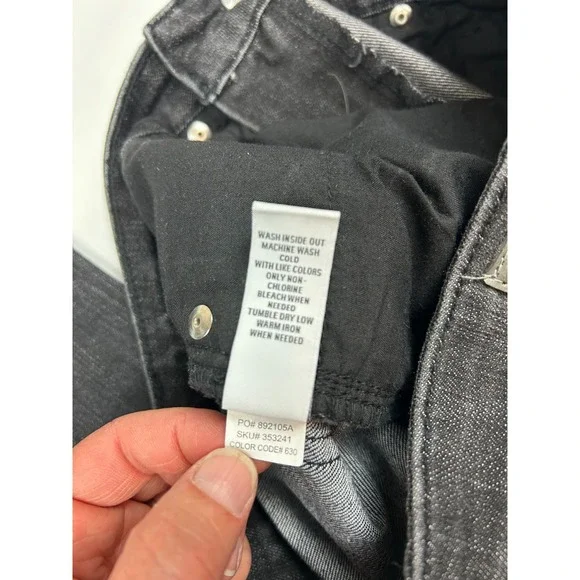 WASH INSIDE OUT
MACHINE WASH
COLD
WITH LIKE COLORS
ONLY NON-
CHLORINE
BLEACH WHEN
NEEDED
TUMBLE DRY LOW
WARM IRON
WHEN NEEDED
PO# 892105A
SKU# 353241
COLOR CODE# 630